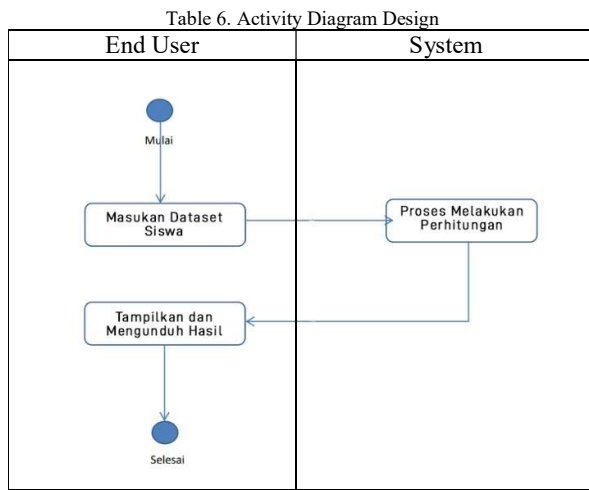 Table 6. Activity Diagram Design
End User
System
Mulai
Masukan Dataset
Siswa
Proses Melakukan
Perhitungan
Tampilkan dan
Mengunduh Hasil
Selesai